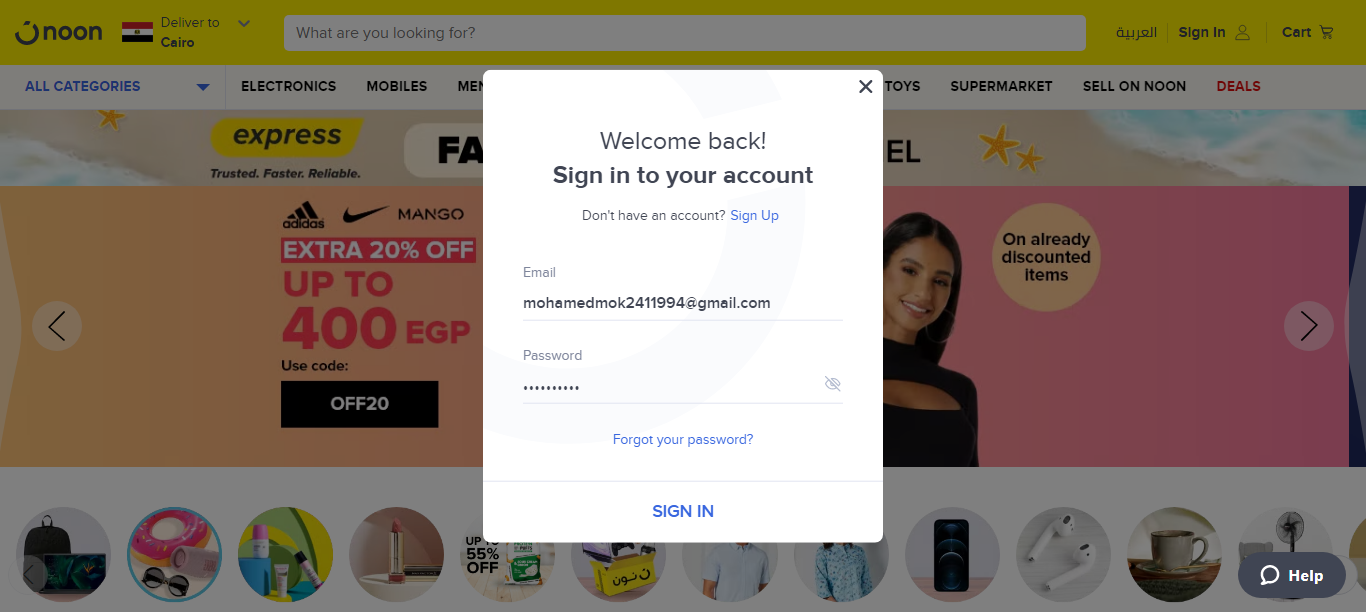 noon
Deliver to
Cairo
What are you looking for?
العربية
Sign In
Cart
ALL CATEGORIES
ELECTRONICS
MOBILES
MEN
TOYS
SUPERMARKET
SELL ON NOON
DEALS
express
Trusted. Faster. Reliable.
FA
EL
Welcome back!
Sign in to your account
Don't have an account? Sign Up
Email
mohamedmok2411994@gmail.com
Password
••••••••••
Forgot your password?
SIGN IN
adidas
MANGO
EXTRA 20% OFF
UP TO
400 EGP
Use code:
OFF20
On already
discounted
items
UP TO
55%
OFF
نون
Help